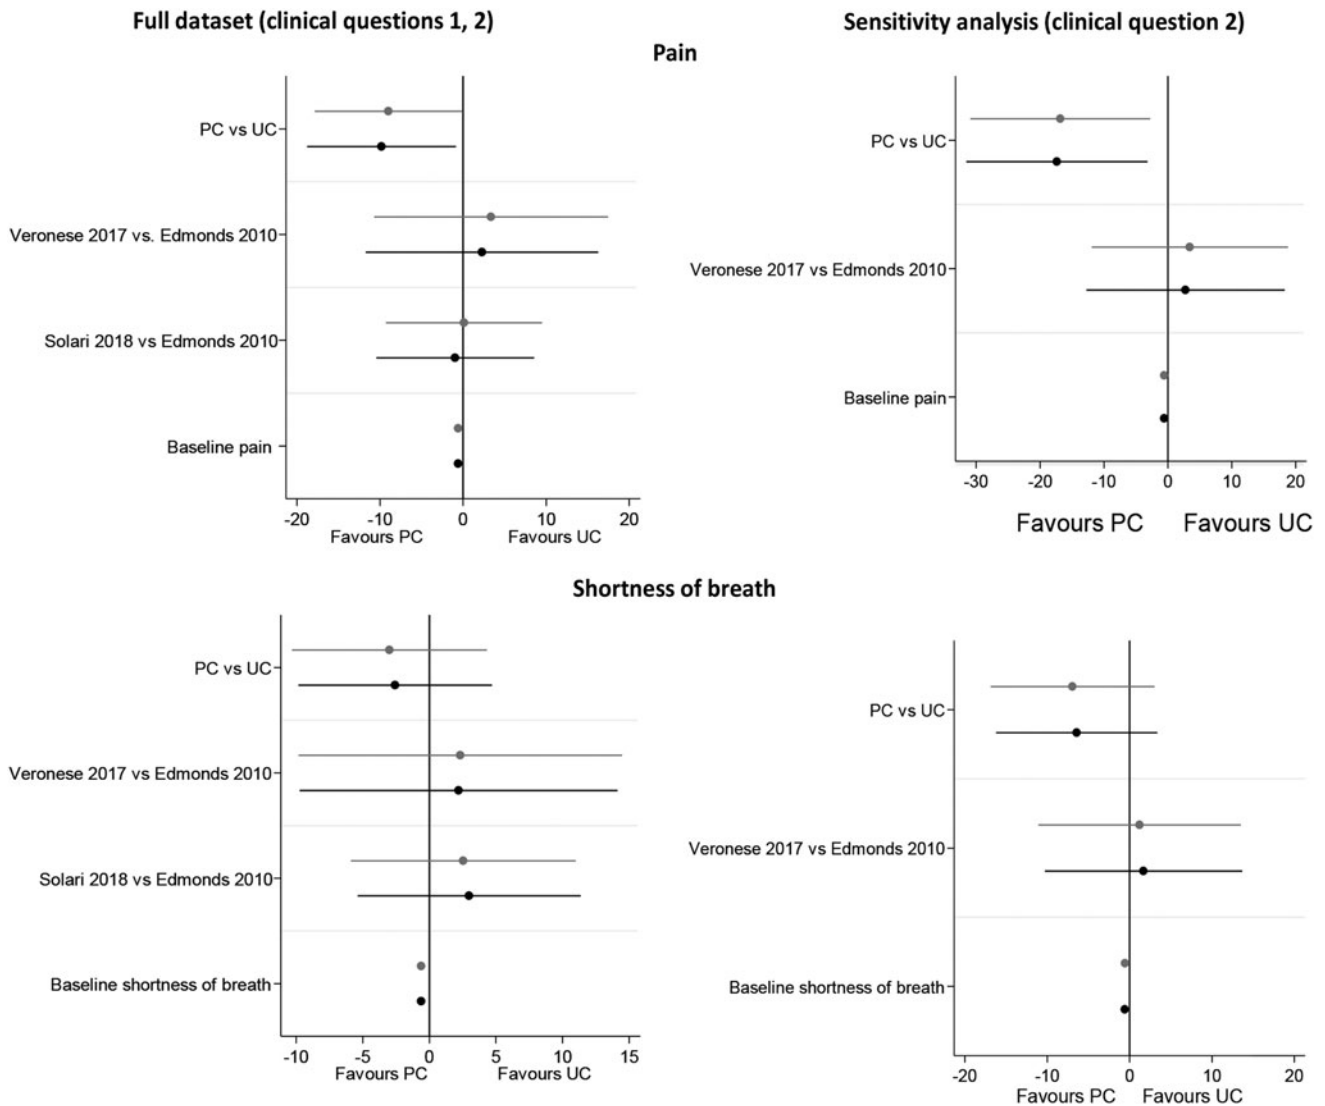 Full dataset (clinical questions 1, 2)
Sensitivity analysis (clinical question 2)
Pain
PC vs UC
Veronese 2017 vs. Edmonds 2010
Solari 2018 vs Edmonds 2010
Baseline pain
-20 -10 0 10 20
Favours PC Favours UC
PC vs UC
Veronese 2017 vs Edmonds 2010
Baseline pain
-30 -20 -10 0 10 20
Favours PC Favours UC
Shortness of breath
PC vs UC
Veronese 2017 vs Edmonds 2010
Solari 2018 vs Edmonds 2010
Baseline shortness of breath
-10 -5 0 5 10 15
Favours PC Favours UC
PC vs UC
Veronese 2017 vs Edmonds 2010
Baseline shortness of breath
-20 -10 0 10 20
Favours PC Favours UC